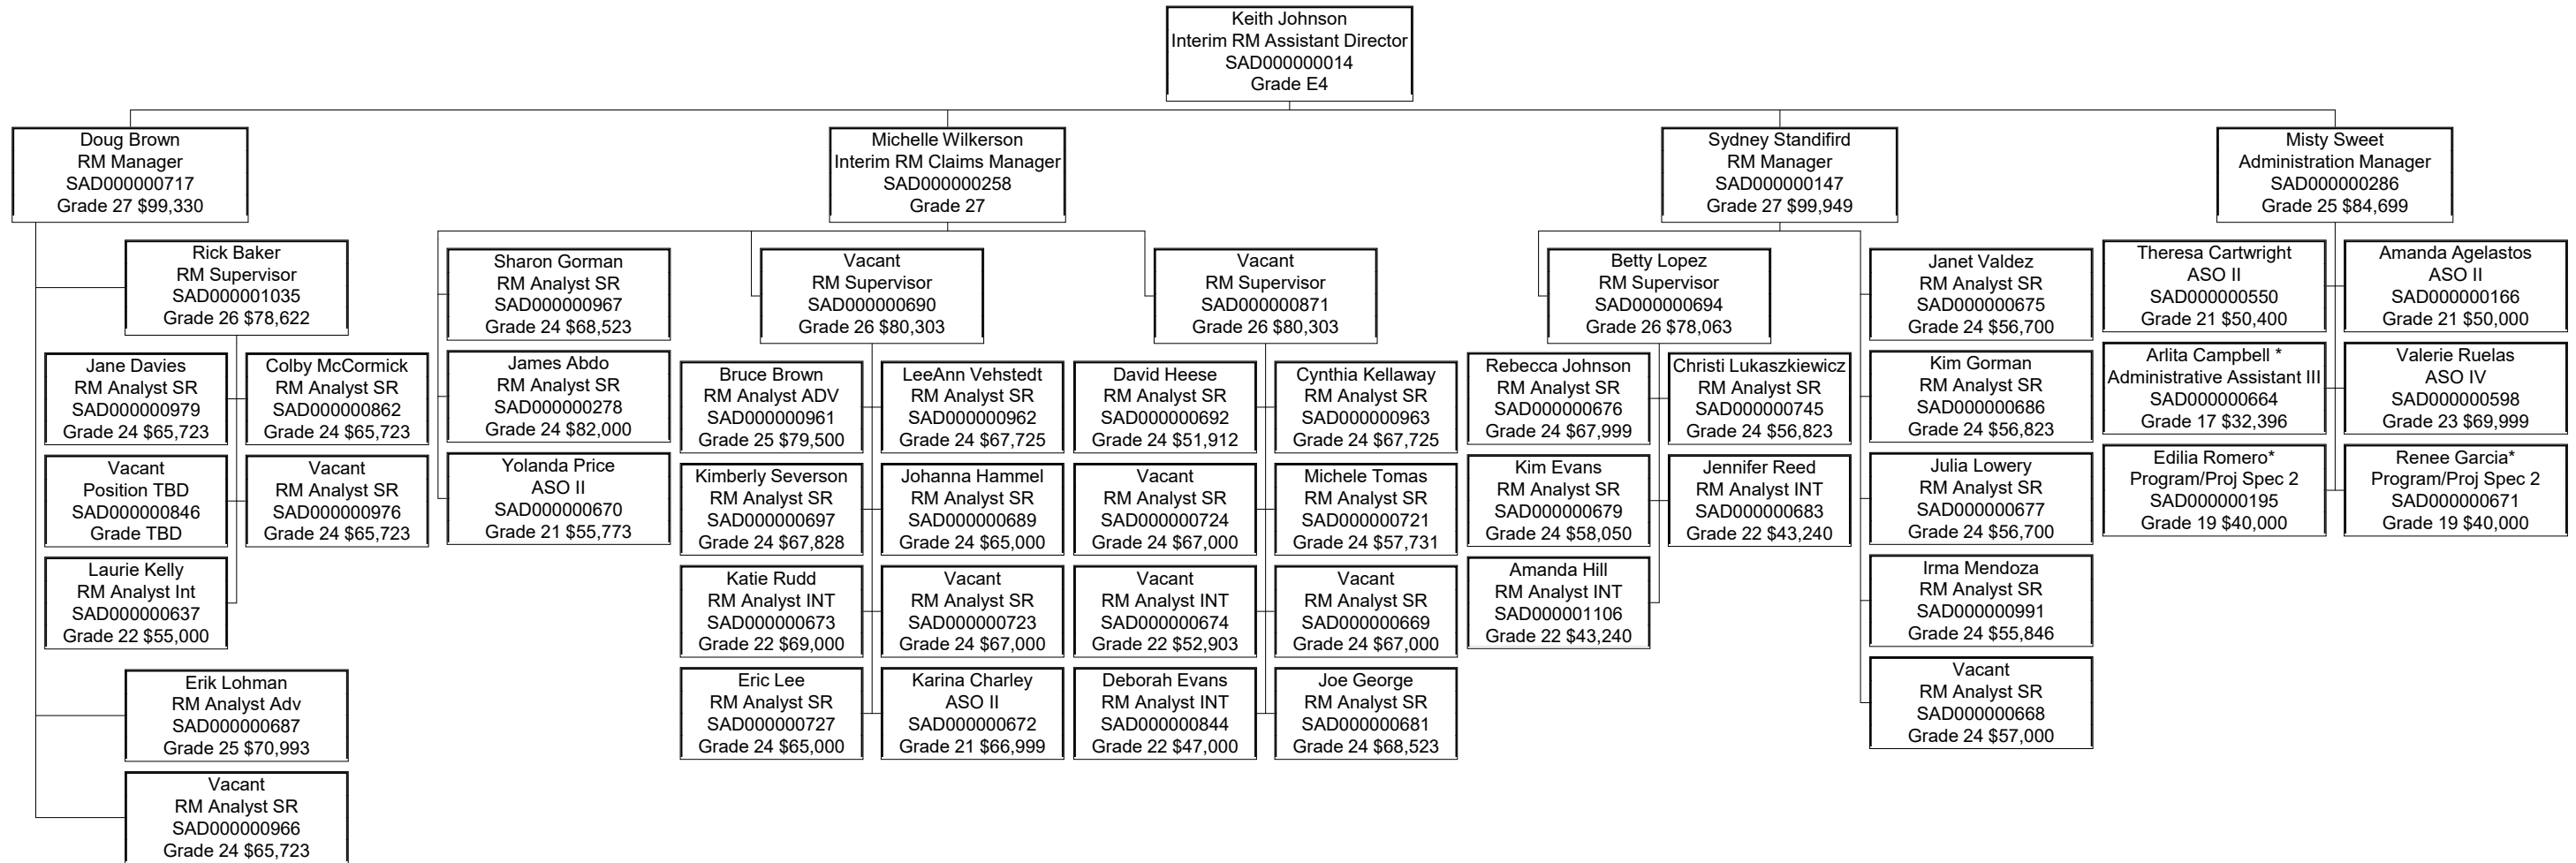 Keith Johnson
Interim RM Assistant Director
SAD000000014
Grade E4
Doug Brown
RM Manager
SAD000000717
Grade 27 $99,330
Michelle Wilkerson
Interim RM Claims Manager
SAD000000258
Grade 27
Sydney Standifird
RM Manager
SAD000000147
Grade 27 $99,949
Misty Sweet
Administration Manager
SAD000000286
Grade 25 $84,699
Rick Baker
RM Supervisor
SAD000001035
Grade 26 $78,622
Jane Davies
RM Analyst SR
SAD000000979
Grade 24 $65,723
Colby McCormick
RM Analyst SR
SAD000000862
Grade 24 $65,723
Vacant
Position TBD
SAD000000846
Grade TBD
Vacant
RM Analyst SR
SAD000000976
Grade 24 $65,723
Laurie Kelly
RM Analyst Int
SAD000000637
Grade 22 $55,000
Erik Lohman
RM Analyst Adv
SAD000000687
Grade 25 $70,993
Vacant
RM Analyst SR
SAD000000966
Grade 24 $65,723
Sharon Gorman
RM Analyst SR
SAD000000967
Grade 24 $68,523
James Abdo
RM Analyst SR
SAD000000278
Grade 24 $82,000
Yolanda Price
ASO II
SAD000000670
Grade 21 $55,773
Vacant
RM Supervisor
SAD000000690
Grade 26 $80,303
Bruce Brown
RM Analyst ADV
SAD000000961
Grade 25 $79,500
LeeAnn Vehstedt
RM Analyst SR
SAD000000962
Grade 24 $67,725
Kimberly Severson
RM Analyst SR
SAD000000697
Grade 24 $67,828
Johanna Hammel
RM Analyst SR
SAD000000689
Grade 24 $65,000
Katie Rudd
RM Analyst INT
SAD000000673
Grade 22 $69,000
Vacant
RM Analyst SR
SAD000000723
Grade 24 $67,000
Eric Lee
RM Analyst SR
SAD000000727
Grade 24 $65,000
Karina Charley
ASO II
SAD000000672
Grade 21 $66,999
Vacant
RM Supervisor
SAD000000871
Grade 26 $80,303
David Heese
RM Analyst SR
SAD000000692
Grade 24 $51,912
Cynthia Kellaway
RM Analyst SR
SAD000000963
Grade 24 $67,725
Vacant
RM Analyst SR
SAD000000724
Grade 24 $67,000
Michele Tomas
RM Analyst SR
SAD000000721
Grade 24 $57,731
Vacant
RM Analyst INT
SAD000000674
Grade 22 $52,903
Vacant
RM Analyst SR
SAD000000669
Grade 24 $67,000
Deborah Evans
RM Analyst INT
SAD000000844
Grade 22 $47,000
Joe George
RM Analyst SR
SAD000000681
Grade 24 $68,523
Betty Lopez
RM Supervisor
SAD000000694
Grade 26 $78,063
Rebecca Johnson
RM Analyst SR
SAD000000676
Grade 24 $67,999
Christi Lukaszkiewicz
RM Analyst SR
SAD000000745
Grade 24 $56,823
Kim Evans
RM Analyst SR
SAD000000679
Grade 24 $58,050
Jennifer Reed
RM Analyst INT
SAD000000683
Grade 22 $43,240
Amanda Hill
RM Analyst INT
SAD000001106
Grade 22 $43,240
Janet Valdez
RM Analyst SR
SAD000000675
Grade 24 $56,700
Kim Gorman
RM Analyst SR
SAD000000686
Grade 24 $56,823
Julia Lowery
RM Analyst SR
SAD000000677
Grade 24 $56,700
Irma Mendoza
RM Analyst SR
SAD000000991
Grade 24 $55,846
Vacant
RM Analyst SR
SAD000000668
Grade 24 $57,000
Theresa Cartwright
ASO II
SAD000000550
Grade 21 $50,400
Amanda Agelastos
ASO II
SAD000000166
Grade 21 $50,000
Arlita Campbell *
Administrative Assistant III
SAD000000664
Grade 17 $32,396
Valerie Ruelas
ASO IV
SAD000000598
Grade 23 $69,999
Edilia Romero*
Program/Proj Spec 2
SAD000000195
Grade 19 $40,000
Renee Garcia*
Program/Proj Spec 2
SAD000000671
Grade 19 $40,000